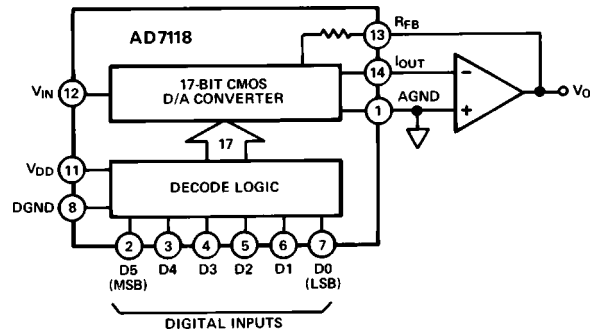 AD7118
RFB
13
14
IOUT
1
AGND
VIN
12
17-BIT CMOS
D/A CONVERTER
−
+
VO
17
VDD
11
DGND
8
DECODE LOGIC
2
3
4
5
6
7
D5
(MSB)
D4
D3
D2
D1
D0
(LSB)
DIGITAL INPUTS